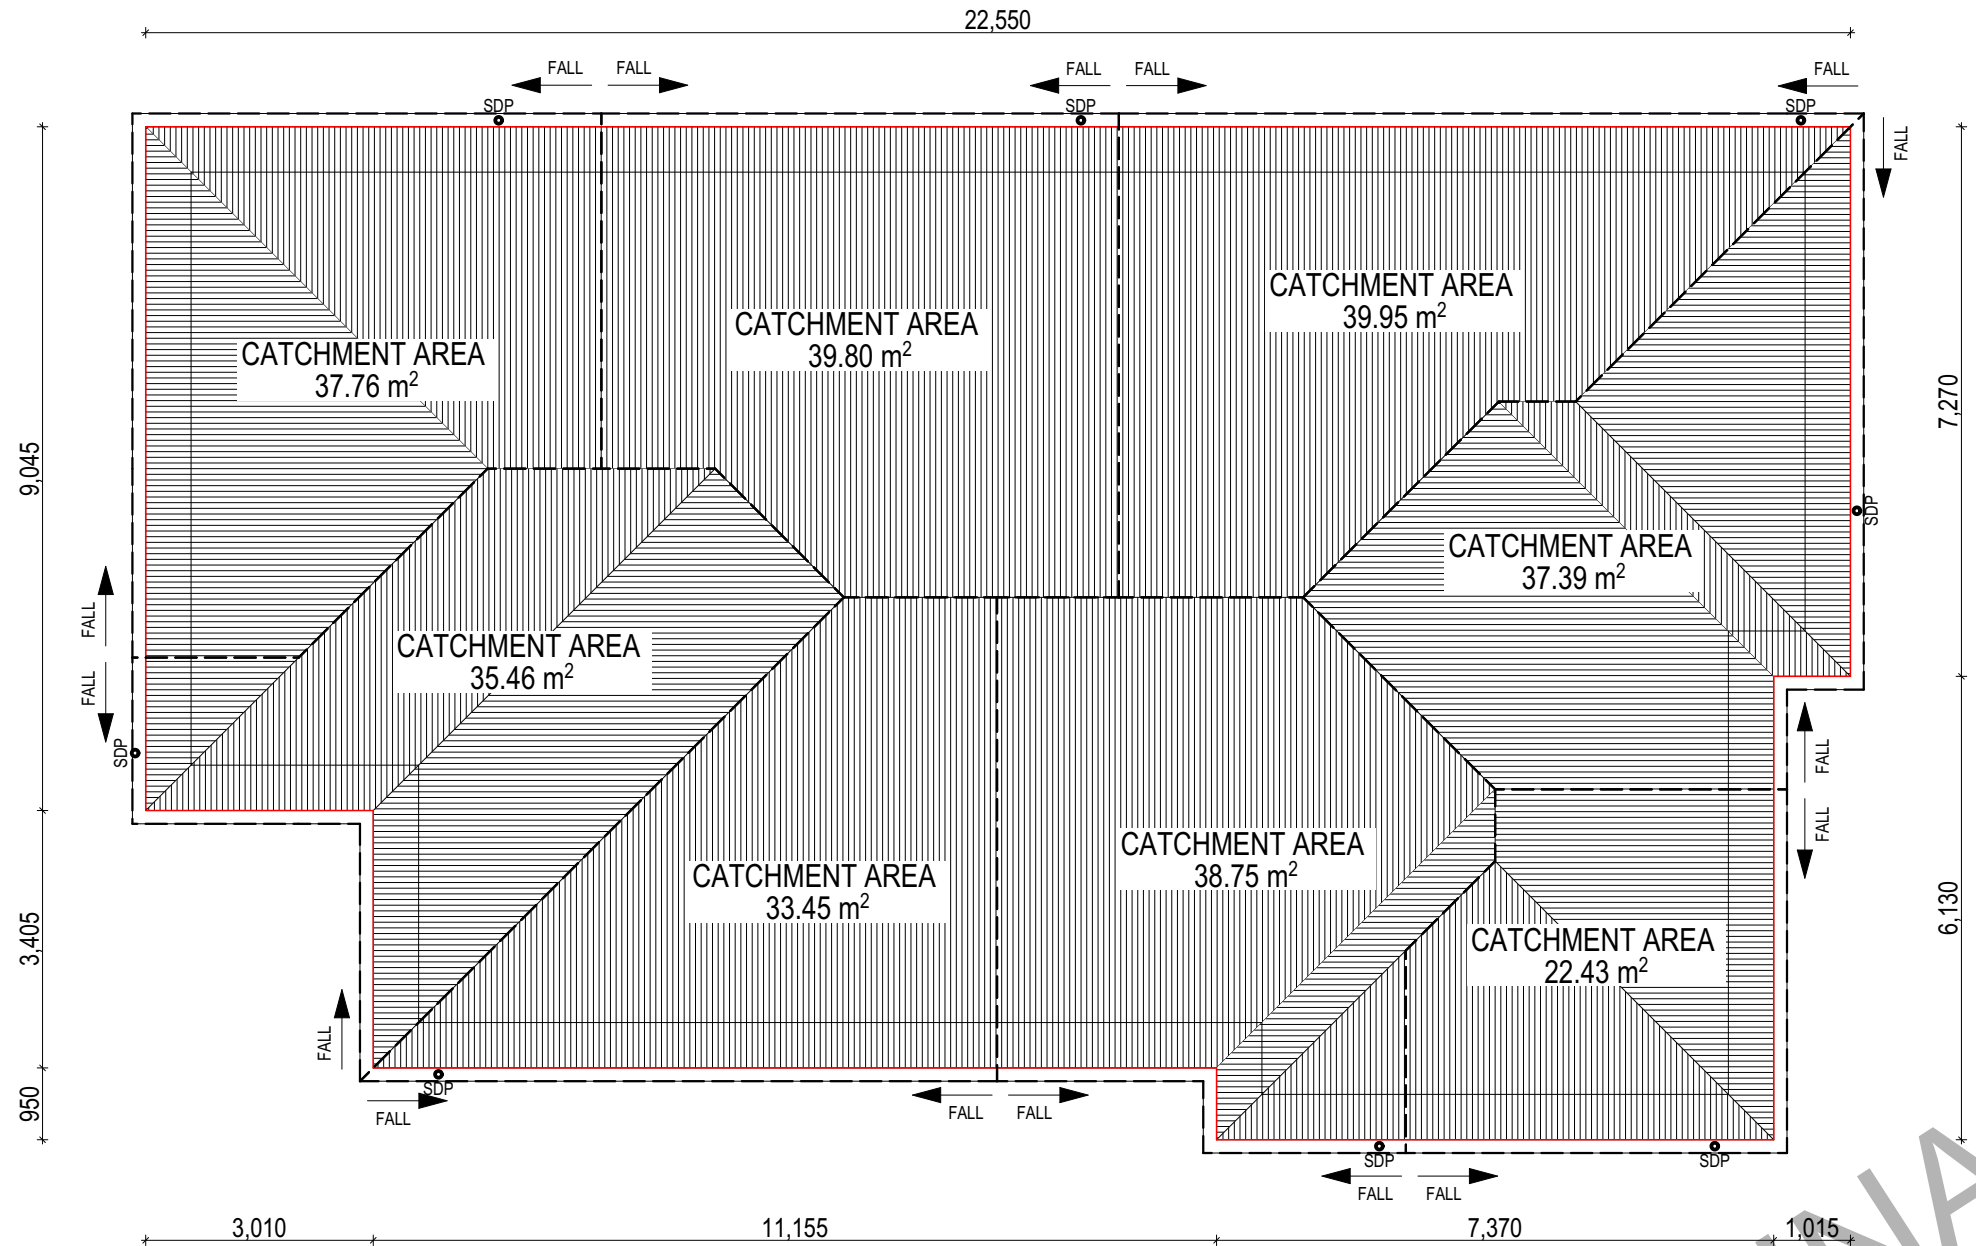 22,550
FALL FALL FALL FALL FALL
SDP SDP SDP
FALL
CATCHMENT AREA
39.95 m²
CATCHMENT AREA
39.80 m²
CATCHMENT AREA
37.76 m²
7,270
9,045
SDP
CATCHMENT AREA
37.39 m²
FALL
CATCHMENT AREA
35.46 m²
FALL
SDP
FALL
FALL
CATCHMENT AREA
38.75 m²
CATCHMENT AREA
33.45 m²
6,130
3,405
CATCHMENT AREA
22.43 m²
FALL
SDP
950
FALL FALL FALL
SDP SDP
FALL FALL
3,010 11,155 7,370 1,015